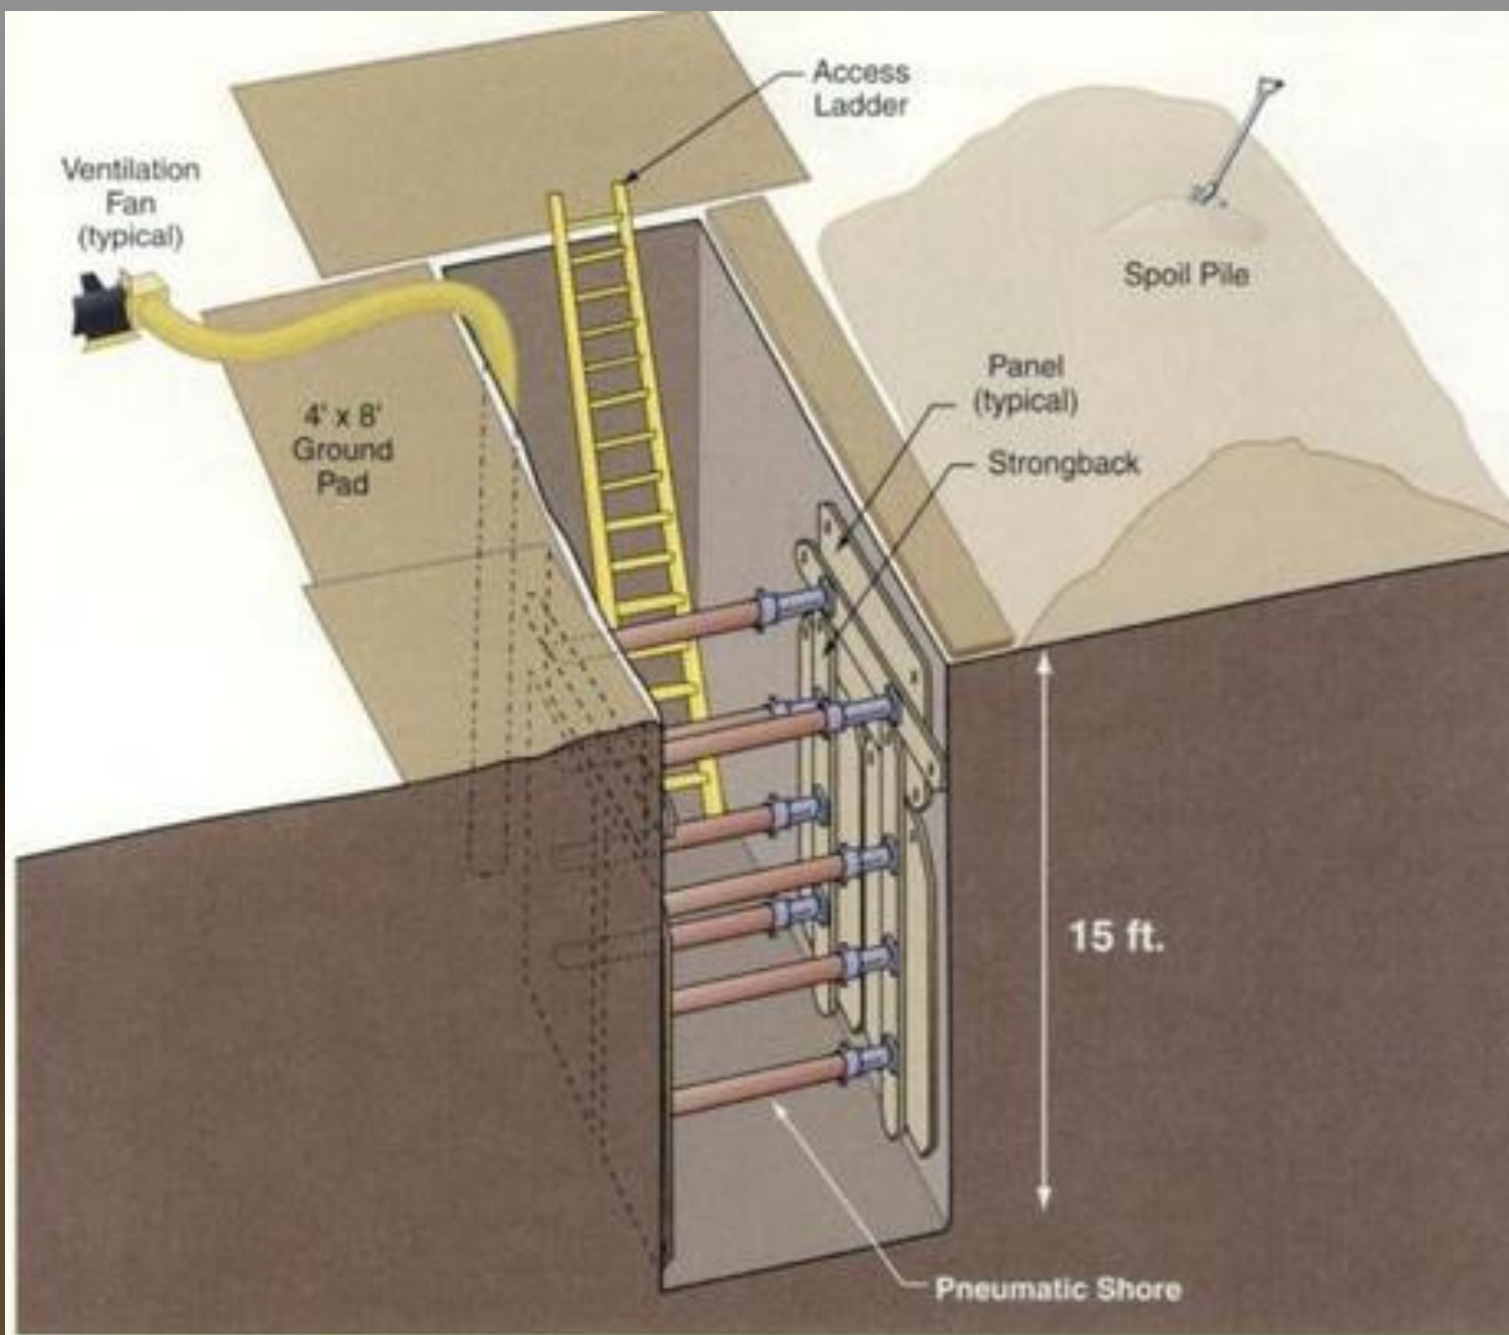 Access
Ladder
Ventilation
Fan
(typical)
Spoil Pile
Panel
(typical)
4' x 8'
Ground
Pad
Strongback
15 ft.
Pneumatic Shore